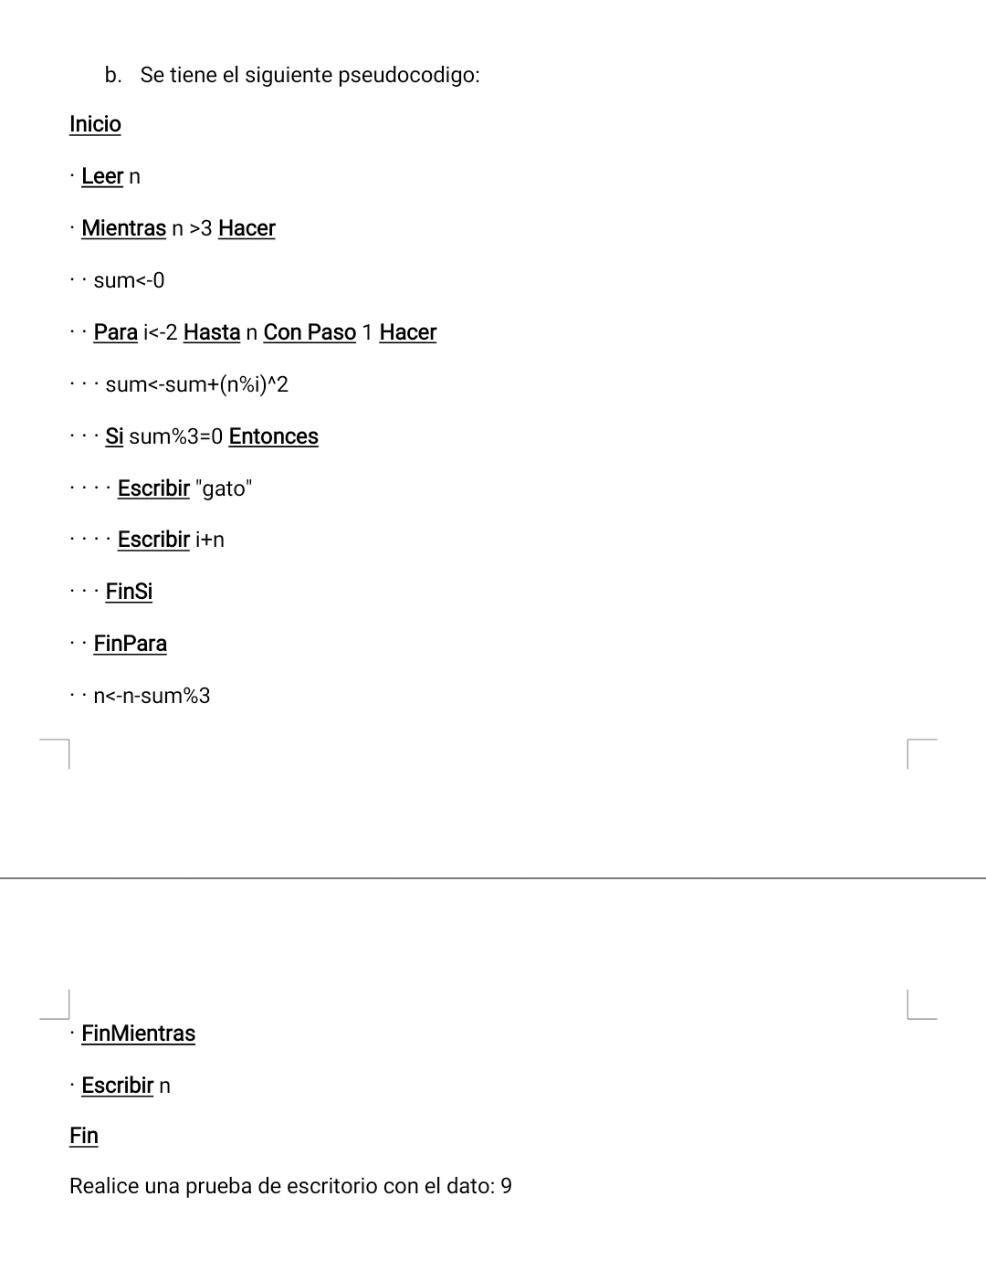 b. Se tiene el siguiente pseudocodigo:
Inicio
· Leer n
· Mientras n >3 Hacer
· · sum<-0
· · Para i<-2 Hasta n Con Paso 1 Hacer
· · · sum<-sum+(n%i)^2
· · · Si sum%3=0 Entonces
· · · · Escribir "gato"
· · · · Escribir i+n
· · · FinSi
· · FinPara
· · n<-n-sum%3
· FinMientras
· Escribir n
Fin
Realice una prueba de escritorio con el dato: 9